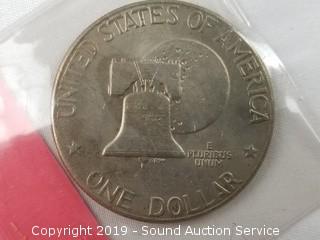 UNITED STATES OF AMERICA
E
PLURIBUS
UNUM
ONE DOLLAR
Copyright 2019 - Sound Auction Service